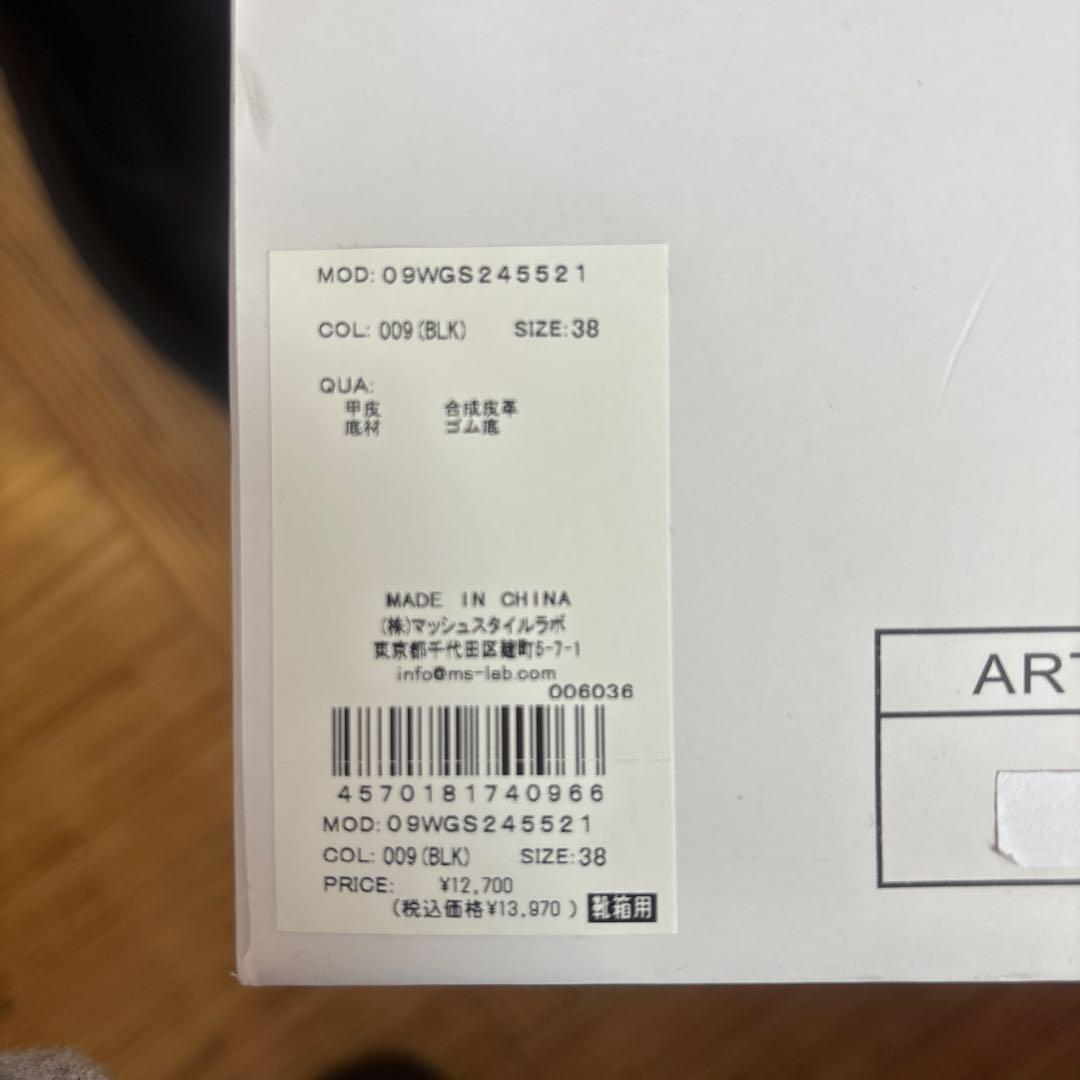 MOD: 09WGS245521
COL: 009(BLK) SIZE:38
QUA:
甲皮 合成皮革
底材 ゴム底
MADE IN CHINA
(株)マッシュスタイルラボ
東京都千代田区麹町5-7-1
info@ms-lab.com
006036
4570181740966
MOD: 09WGS245521
COL: 009(BLK) SIZE:38
PRICE: ¥12,700
(税込価格¥13,970 ) 靴箱用
ART